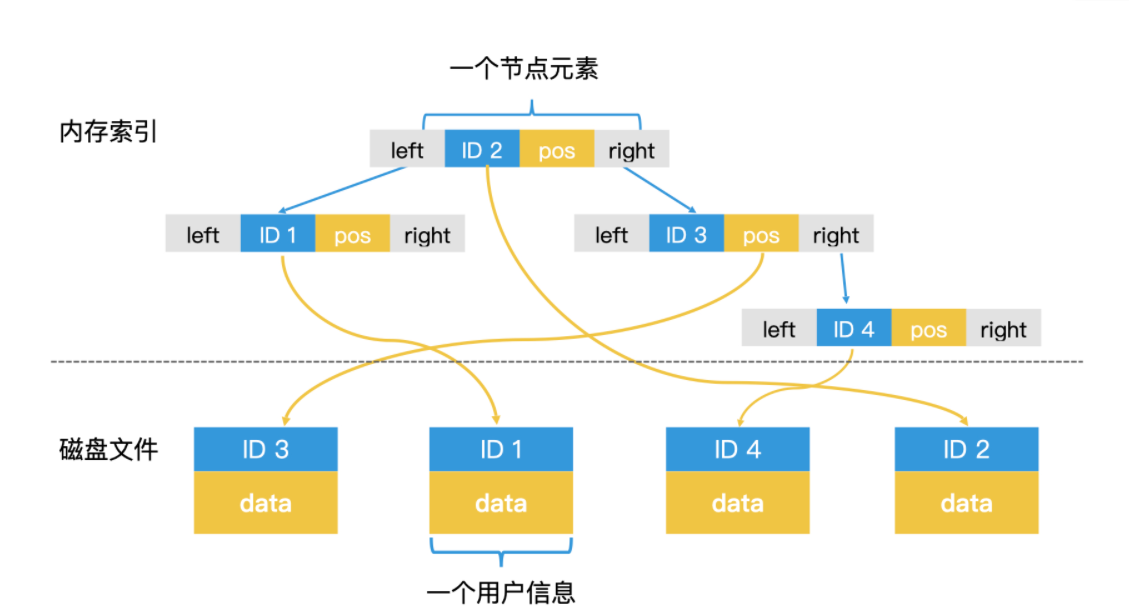 一个节点元素
内存索引
left ID 2 pos right
left ID 1 pos right
left ID 3 pos right
left ID 4 pos right
磁盘文件
ID 3 ID 1 ID 4 ID 2
data data data data
一个用户信息